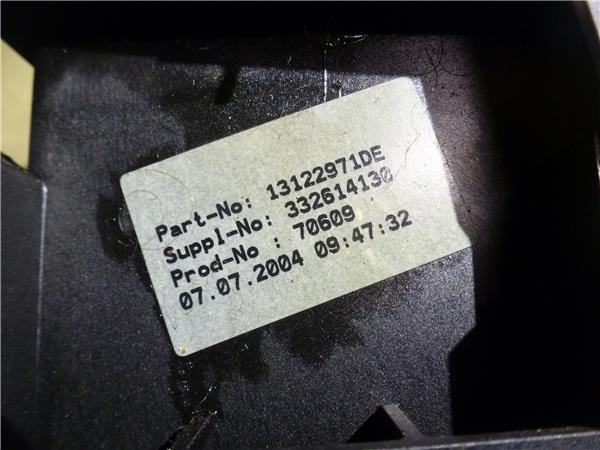 Part-No: 13122971DE
Suppl-No: 332614130
Prod-No : 70609
07.07.2004 09:47:32